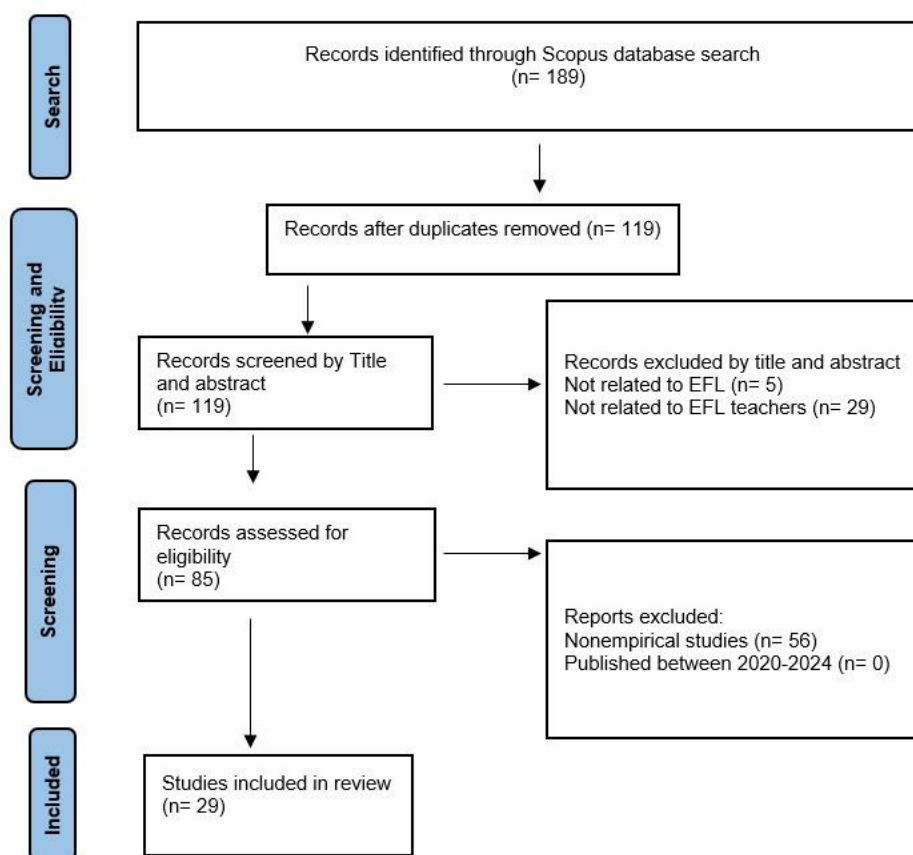 Search
Records identified through Scopus database search
(n= 189)
Screening and
Eligibility
Records after duplicates removed (n= 119)
Records screened by Title
and abstract
(n= 119)
Records excluded by title and abstract
Not related to EFL (n= 5)
Not related to EFL teachers (n= 29)
Screening
Records assessed for
eligibility
(n= 85)
Reports excluded:
Nonempirical studies (n= 56)
Published between 2020-2024 (n= 0)
Included
Studies included in review
(n= 29)